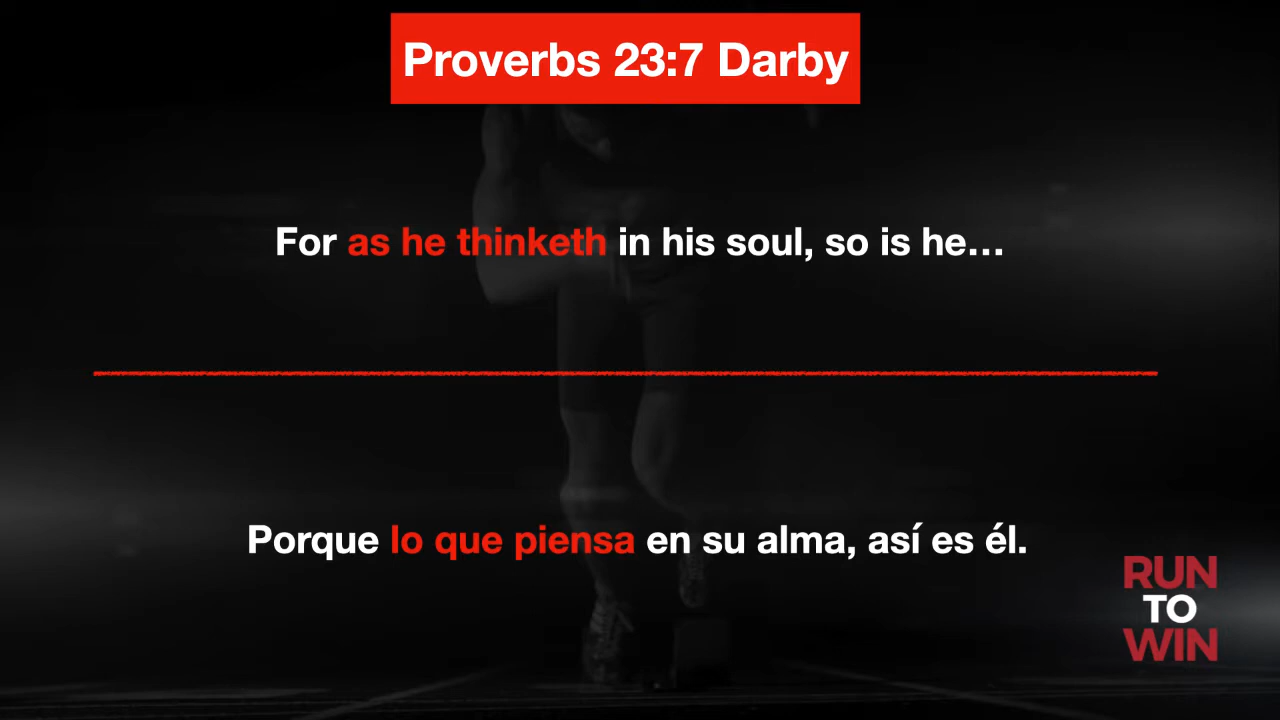 Proverbs 23:7 Darby
For as he thinketh in his soul, so is he…
Porque lo que piensa en su alma, así es él.
RUN
TO
WIN